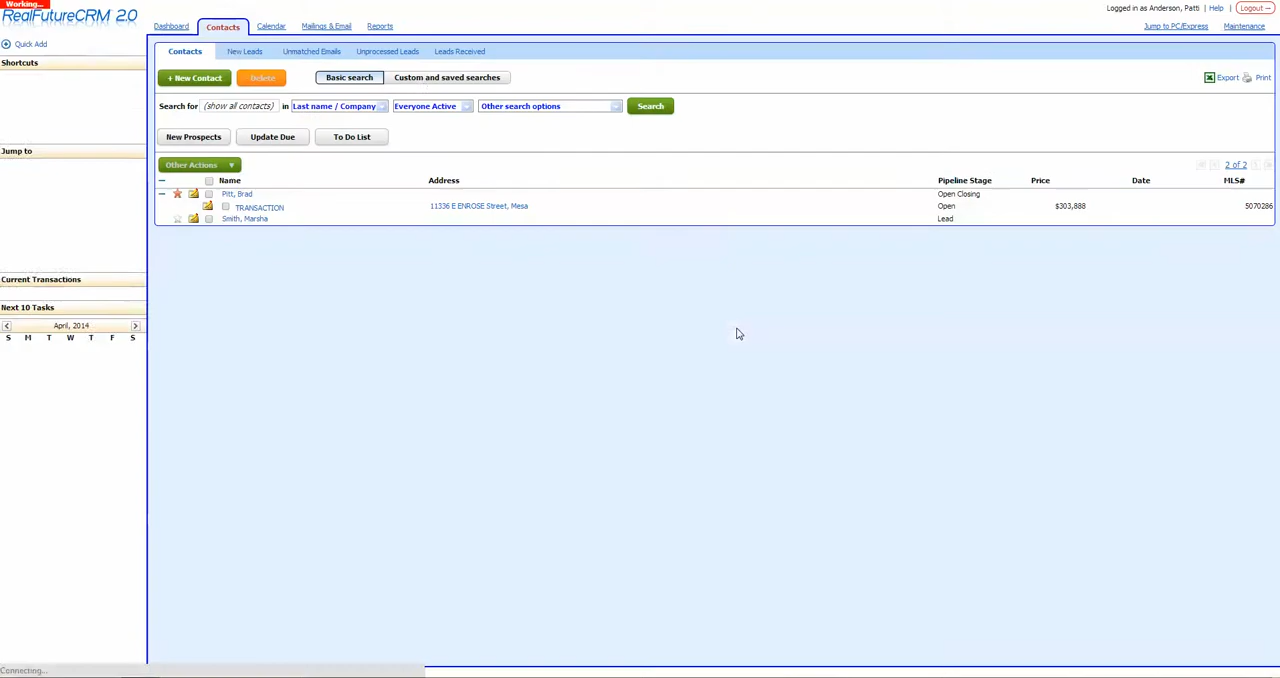 Working...
RealFutureCRM 2.0
Logged in as Anderson, Patti Help Logout
Dashboard Contacts Calendar Mailings & Email Reports Jump to PC/Express Maintenance
Quick Add
Contacts New Leads Unmatched Emails Unprocessed Leads Leads Received
Shortcuts
+ New Contact Delete Basic search Custom and saved searches Export Print
Search for (show all contacts) in Last name / Company Everyone Active Other search options Search
New Prospects Update Due To Do List
Jump to
Other Actions 2 of 2
Name Address Pipeline Stage Price Date MLS#
Pitt, Brad Open Closing
TRANSACTION 11336 E ENROSE Street, Mesa Open $303,888 5070286
Smith, Marsha Lead
Current Transactions
Next 10 Tasks
April, 2014
S M T W T F S
Connecting...